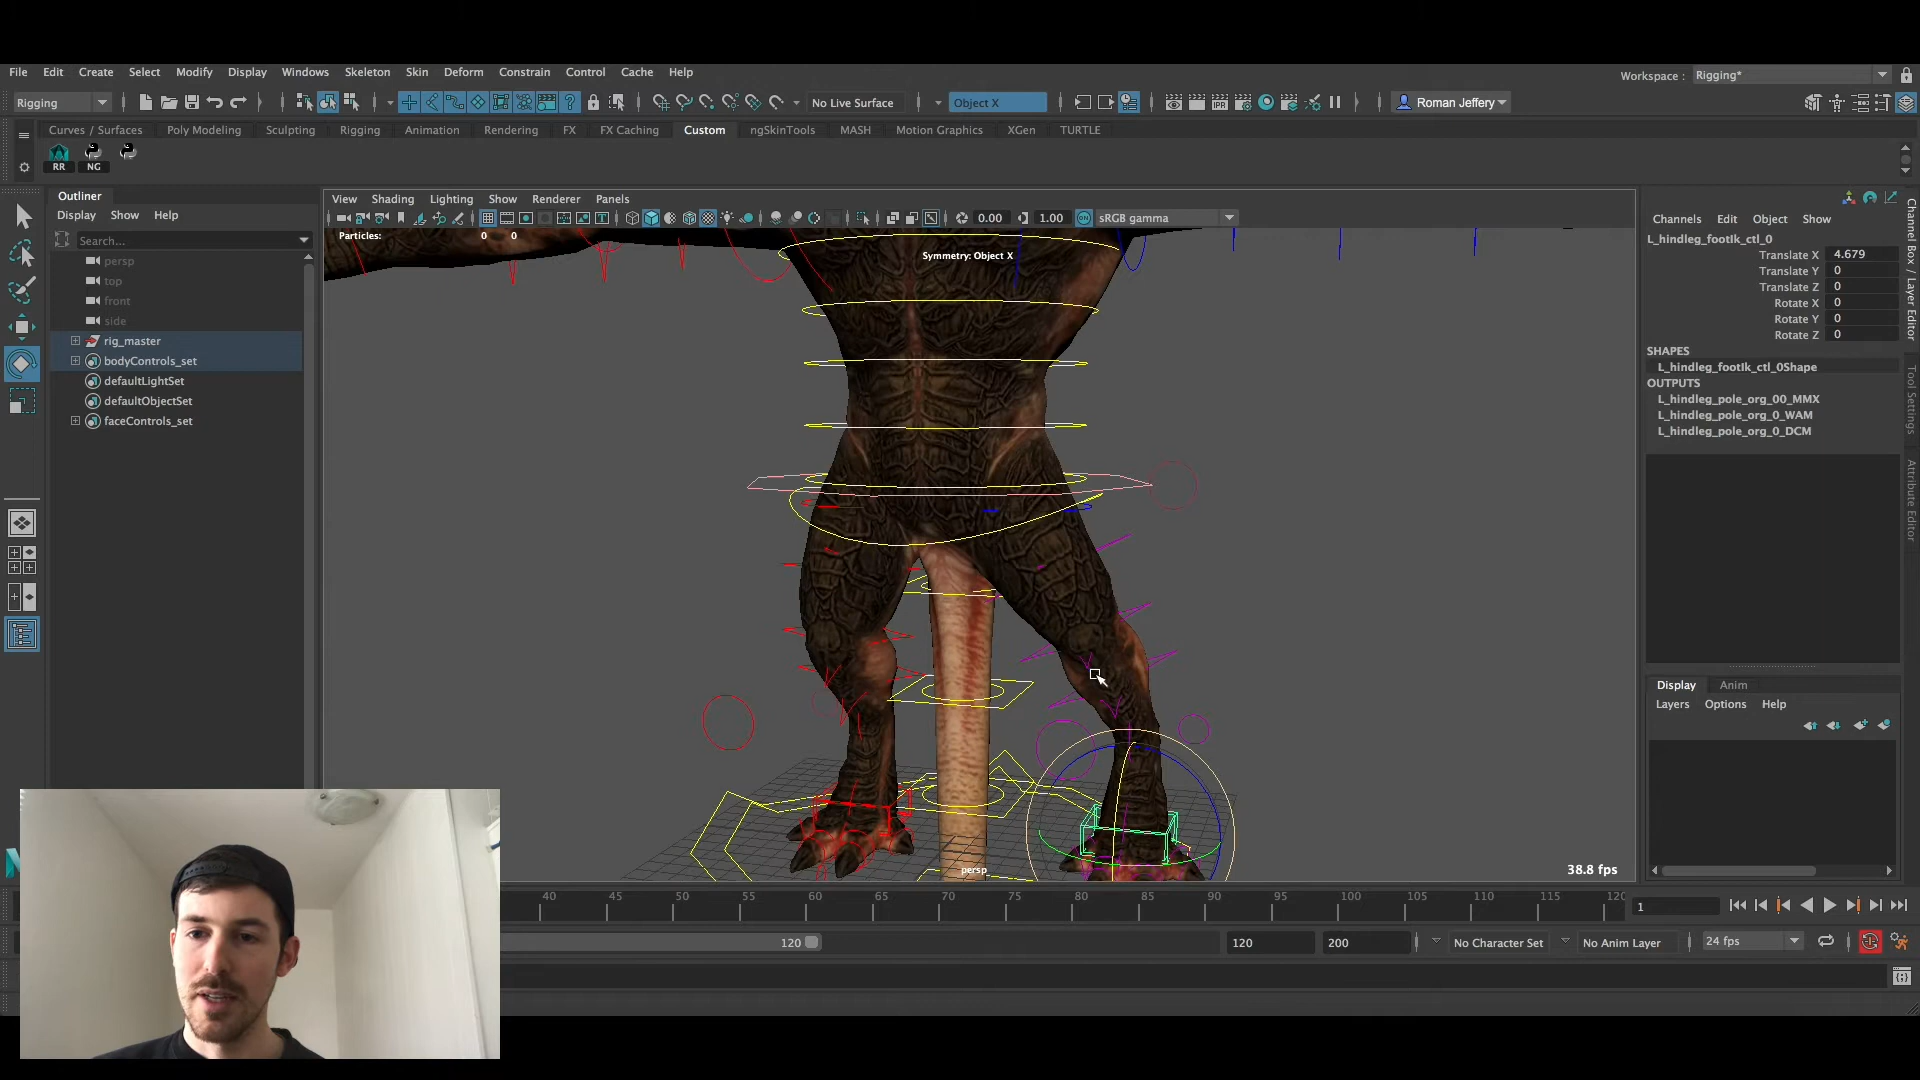 File Edit Create Select Modify Display Windows Skeleton Skin Deform Constrain Control Cache Help
Workspace : Rigging*
Rigging No Live Surface Object X Roman Jeffery
Curves / Surfaces Poly Modeling Sculpting Rigging Animation Rendering FX FX Caching Custom ngSkinTools MASH Motion Graphics XGen TURTLE
RR NG
Outliner
Display Show Help
Search...
persp
top
front
side
rig_master
bodyControls_set
defaultLightSet
defaultObjectSet
faceControls_set
View Shading Lighting Show Renderer Panels
0.00 1.00 ON sRGB gamma
Particles: 0 0
Symmetry: Object X
persp
38.8 fps
Channels Edit Object Show
L_hindleg_footIk_ctl_0
Translate X 4.679
Translate Y 0
Translate Z 0
Rotate X 0
Rotate Y 0
Rotate Z 0
SHAPES
L_hindleg_footIk_ctl_0Shape
OUTPUTS
L_hindleg_pole_org_00_MMX
L_hindleg_pole_org_0_WAM
L_hindleg_pole_org_0_DCM
Display Anim
Layers Options Help
Channel Box / Layer Editor
Tool Settings
Attribute Editor
40 45 50 55 60 65 70 75 80 85 90 95 100 105 110 115 120
1
120 120 200 No Character Set No Anim Layer 24 fps